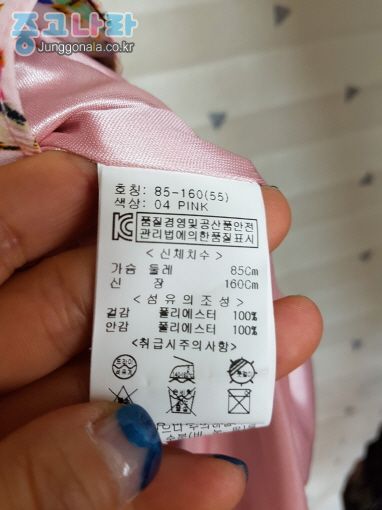 중고나라
Junggonala.co.kr
호칭: 85-160(55)
색상: 04 PINK
품질경영및공산품안전
관리법에의한품질표시
<신체치수>
가슴 둘레 85Cm
신 장 160Cm
<섬유의조성>
겉감 폴리에스터 100%
안감 폴리에스터 100%
<취급시주의사항>
드라이